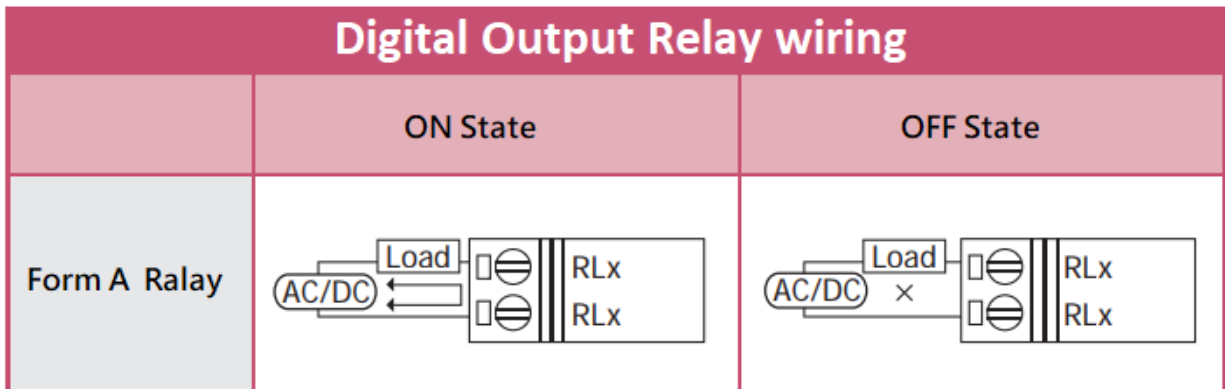 Digital Output Relay wiring
ON State
OFF State
Form A Ralay
Load
AC/DC
RLx
RLx
Load
AC/DC
×
RLx
RLx